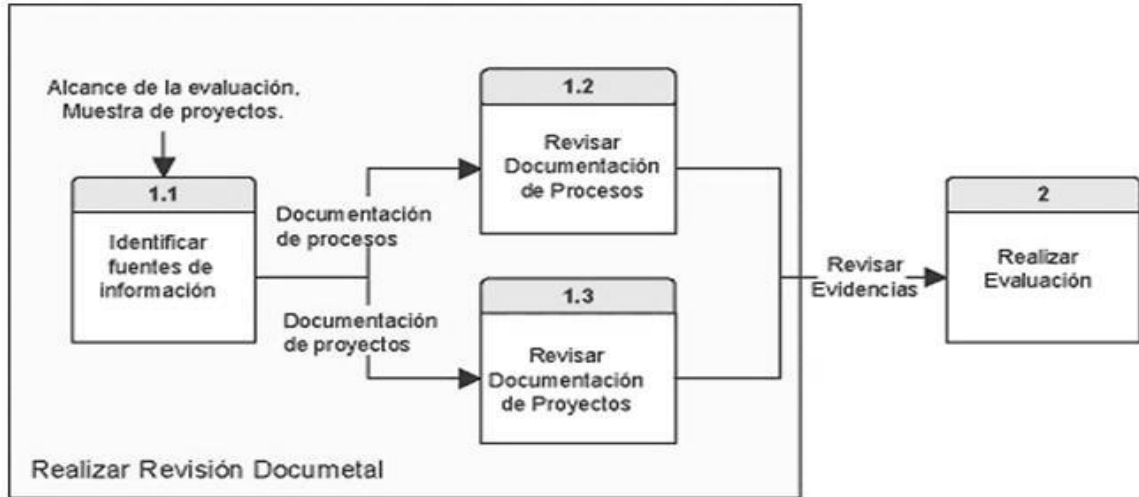 Alcance de la evaluación,
Muestra de proyectos.
1.1
Identificar
fuentes de
información
Documentación
de procesos
Documentación
de proyectos
1.2
Revisar
Documentación
de Procesos
1.3
Revisar
Documentación
de Proyectos
Revisar
Evidencias
2
Realizar
Evaluación
Realizar Revisión Documetal